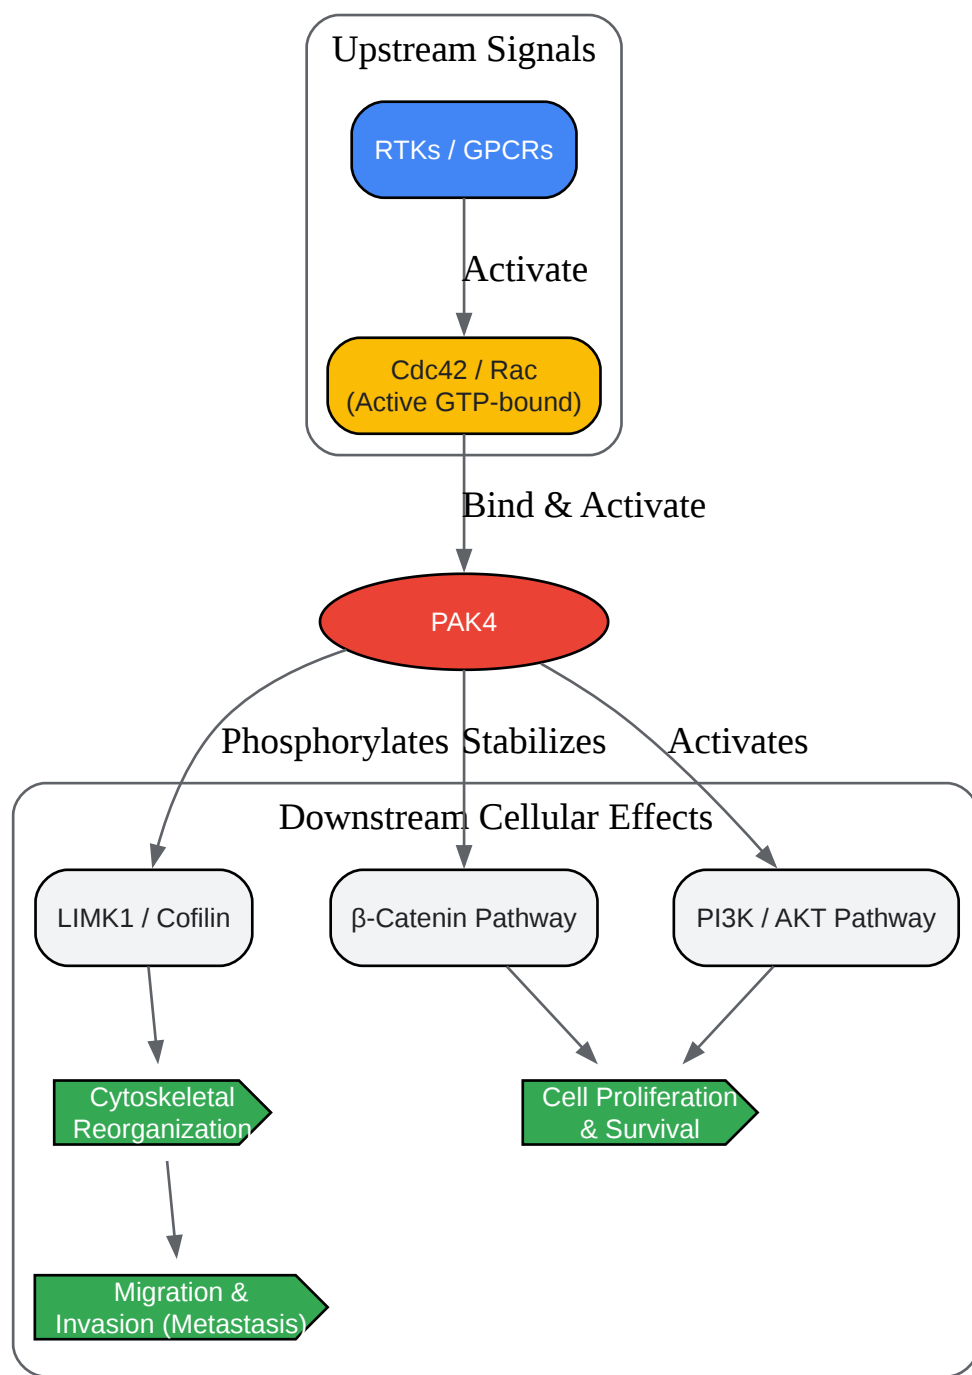 Upstream Signals
RTKs / GPCRs
Activate
Cdc42 / Rac
(Active GTP-bound)
Bind & Activate
PAK4
Phosphorylates
Stabilizes
Activates
Downstream Cellular Effects
LIMK1 / Cofilin
β-Catenin Pathway
PI3K / AKT Pathway
Cytoskeletal
Reorganization
Cell Proliferation
& Survival
Migration &
Invasion (Metastasis)